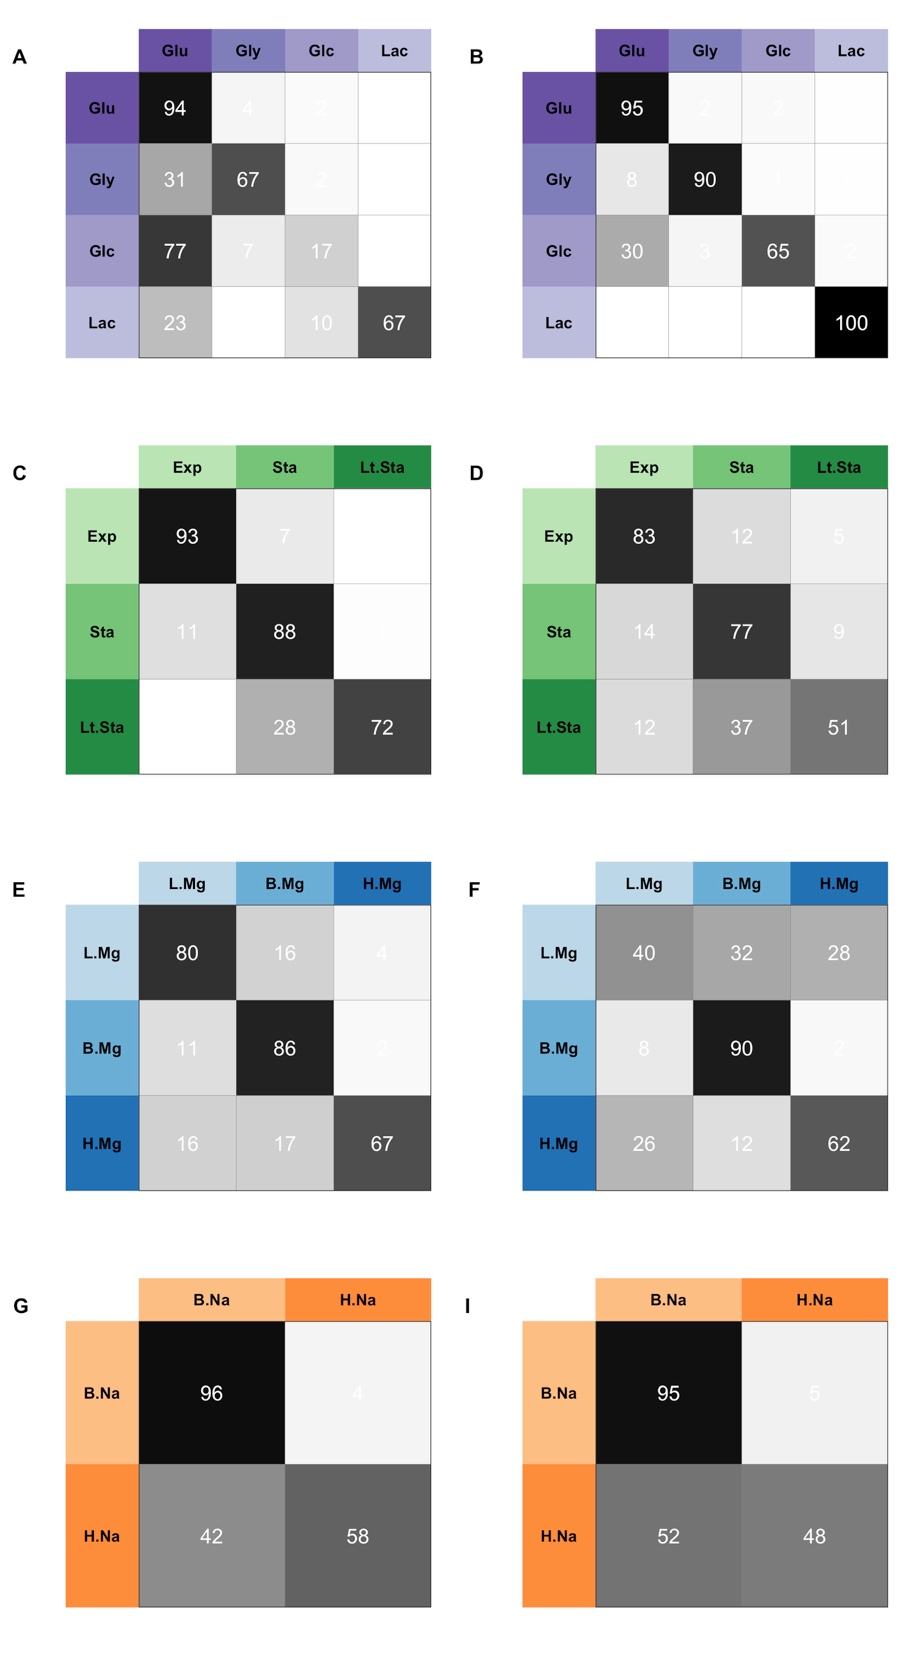 A
Glu Gly Glc Lac
Glu 94 4 2
Gly 31 67 2
Glc 77 7 17
Lac 23 10 67
B
Glu Gly Glc Lac
Glu 95 2 2
Gly 8 90 1
Glc 30 3 65 2
Lac 100
C
Exp Sta Lt.Sta
Exp 93 7
Sta 11 88
Lt.Sta 28 72
D
Exp Sta Lt.Sta
Exp 83 12 5
Sta 14 77 9
Lt.Sta 12 37 51
E
L.Mg B.Mg H.Mg
L.Mg 80 16 4
B.Mg 11 86 2
H.Mg 16 17 67
F
L.Mg B.Mg H.Mg
L.Mg 40 32 28
B.Mg 8 90 2
H.Mg 26 12 62
G
B.Na H.Na
B.Na 96 4
H.Na 42 58
I
B.Na H.Na
B.Na 95 5
H.Na 52 48